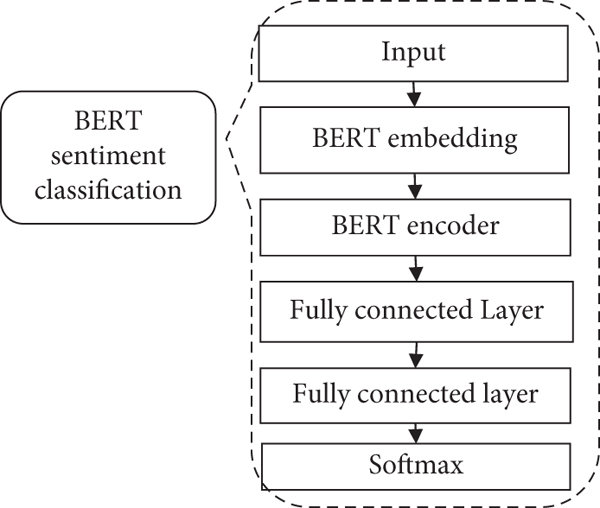 BERT
sentiment
classification
Input
BERT embedding
BERT encoder
Fully connected Layer
Fully connected layer
Softmax